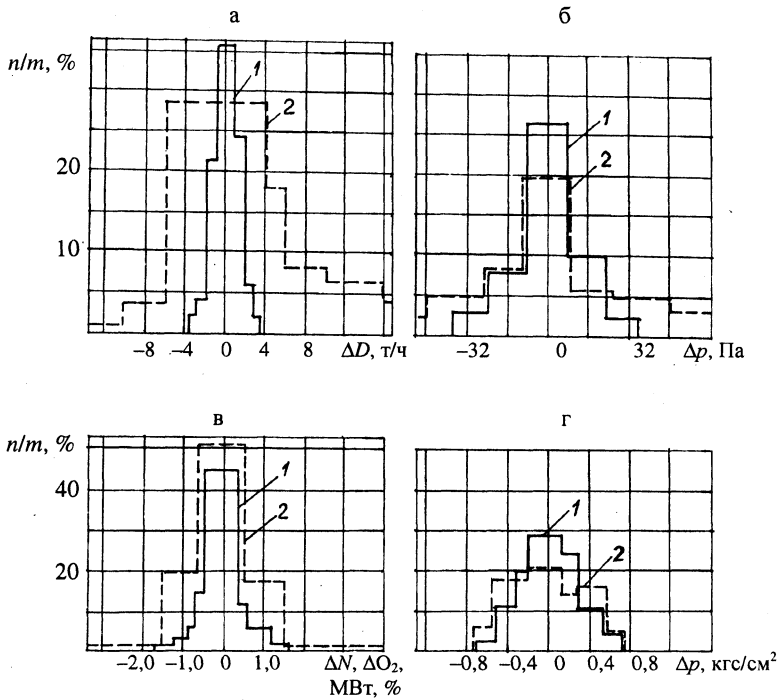 а
n/m, %
1
2
20
10
–8 –4 0 4 8 ΔD, т/ч
б
1
2
–32 0 32 Δp, Па
в
n/m, %
1
40
2
20
–2,0 –1,0 0 1,0 ΔN, ΔO₂,
МВт, %
г
1
2
–0,8 –0,4 0 0,4 0,8 Δp, кгс/см²